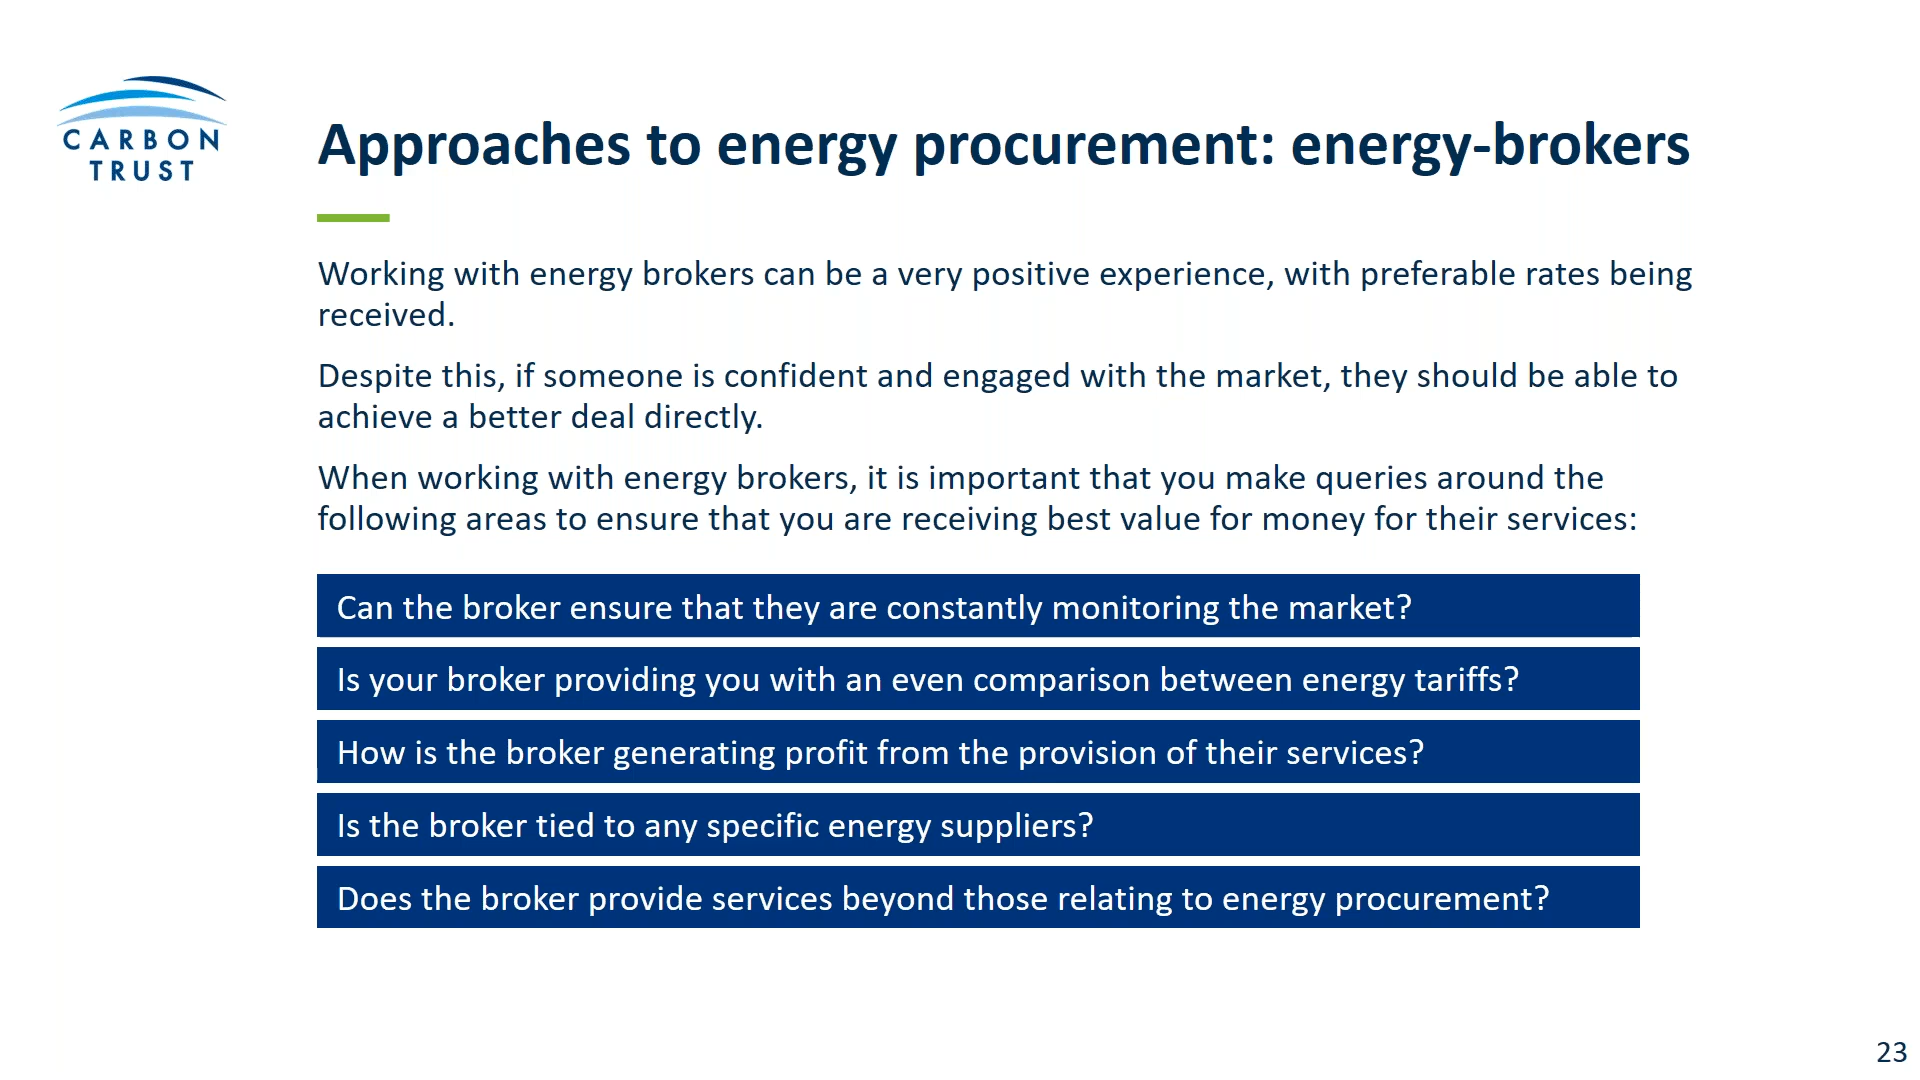 CARBON
TRUST
Approaches to energy procurement: energy-brokers
Working with energy brokers can be a very positive experience, with preferable rates being
received.
Despite this, if someone is confident and engaged with the market, they should be able to
achieve a better deal directly.
When working with energy brokers, it is important that you make queries around the
following areas to ensure that you are receiving best value for money for their services:
Can the broker ensure that they are constantly monitoring the market?
Is your broker providing you with an even comparison between energy tariffs?
How is the broker generating profit from the provision of their services?
Is the broker tied to any specific energy suppliers?
Does the broker provide services beyond those relating to energy procurement?
23